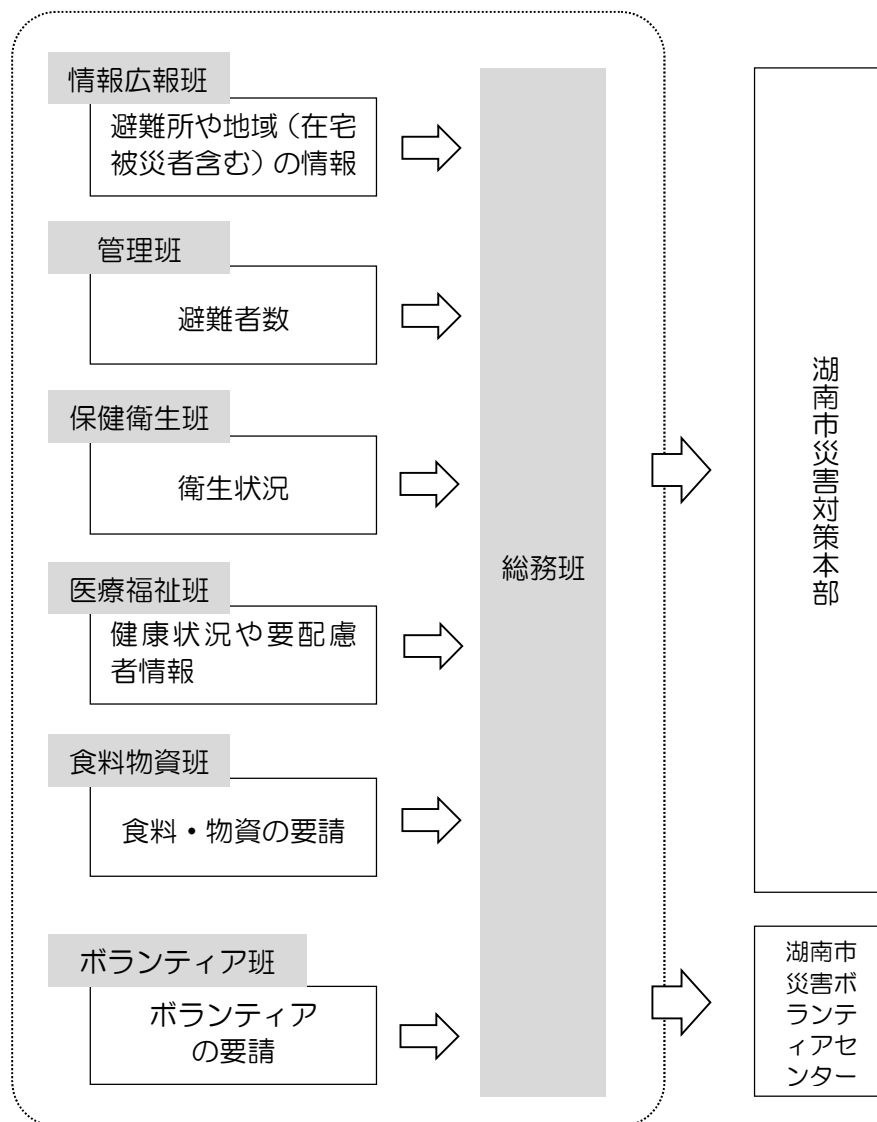 情報広報班
避難所や地域（在宅
被災者含む）の情報
管理班
避難者数
保健衛生班
衛生状況
医療福祉班
健康状況や要配慮
者情報
食料物資班
食料・物資の要請
ボランティア班
ボランティア
の要請
総務班
湖南市災害対策本部
湖南市
災害ボ
ランテ
ィアセ
ンター